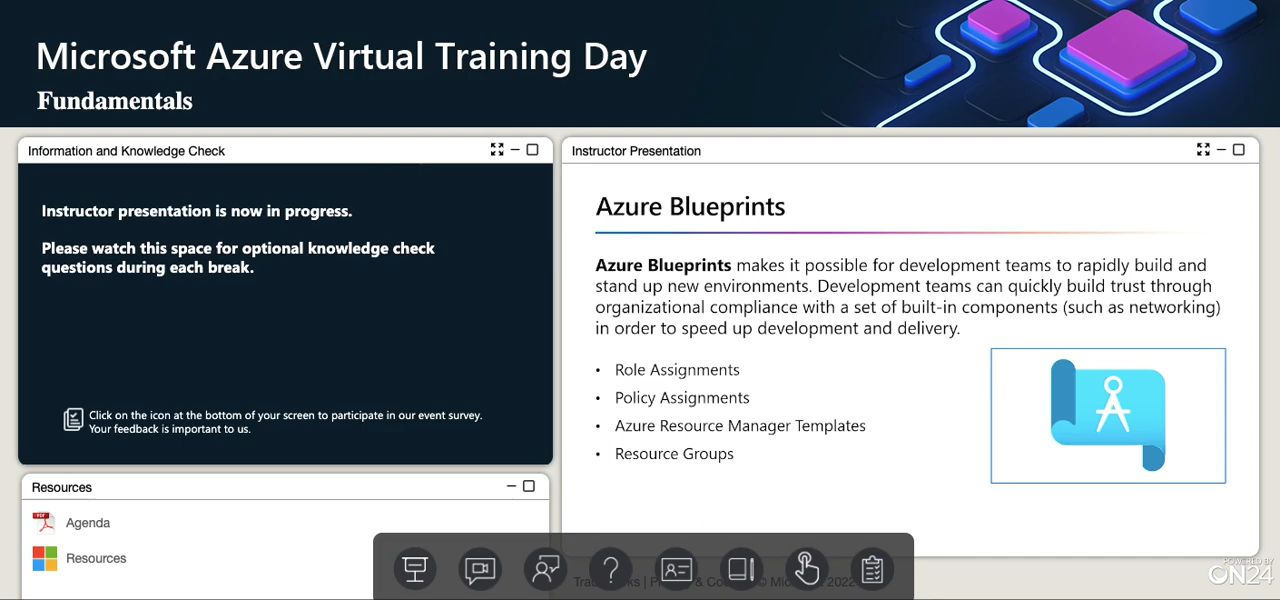 Microsoft Azure Virtual Training Day
Fundamentals
Information and Knowledge Check
Instructor presentation is now in progress.
Please watch this space for optional knowledge check
questions during each break.
Click on the icon at the bottom of your screen to participate in our event survey.
Your feedback is important to us.
Resources
PDF
Agenda
Resources
Instructor Presentation
Azure Blueprints
Azure Blueprints makes it possible for development teams to rapidly build and
stand up new environments. Development teams can quickly build trust through
organizational compliance with a set of built-in components (such as networking)
in order to speed up development and delivery.
• Role Assignments
• Policy Assignments
• Azure Resource Manager Templates
• Resource Groups
2022
POWERED BY
ON24